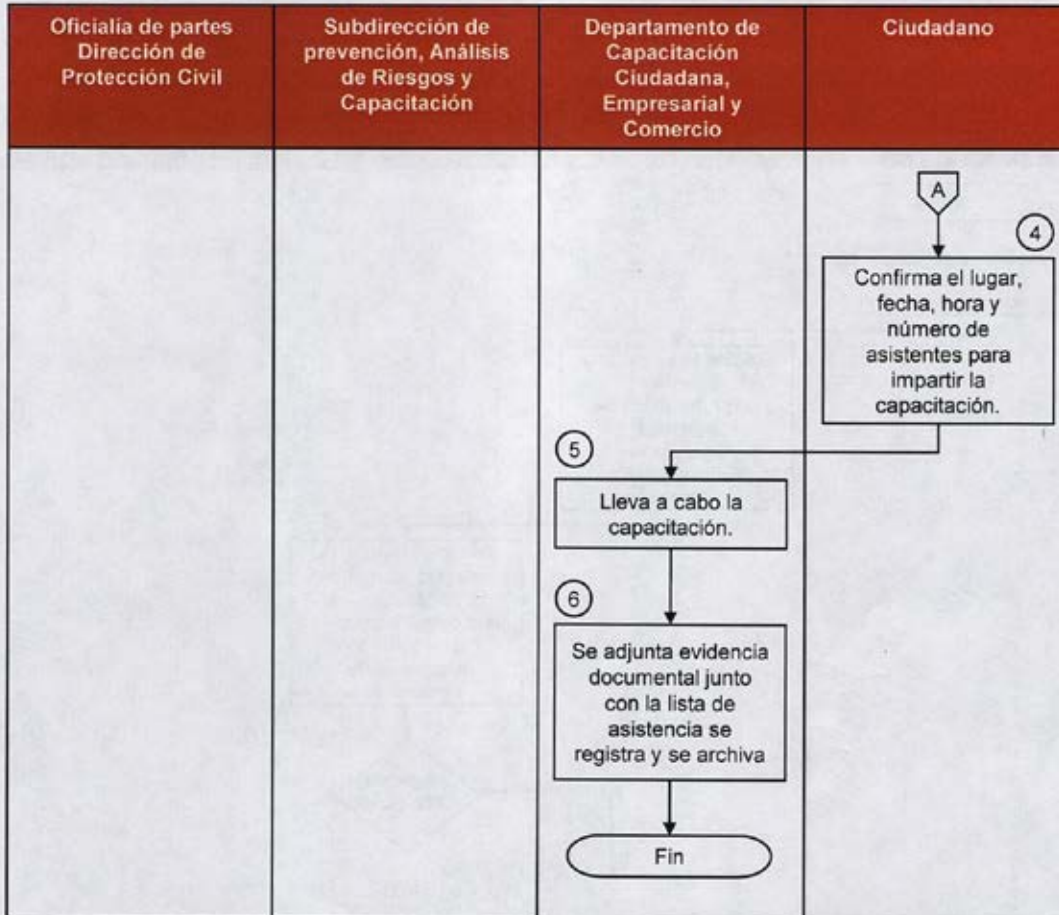 Oficialía de partes
Dirección de
Protección Civil
Subdirección de
prevención, Análisis
de Riesgos y
Capacitación
Departamento de
Capacitación
Ciudadana,
Empresarial y
Comercio
Ciudadano
A
4
Confirma el lugar,
fecha, hora y
número de
asistentes para
impartir la
capacitación.
5
Lleva a cabo la
capacitación.
6
Se adjunta evidencia
documental junto
con la lista de
asistencia se
registra y se archiva
Fin